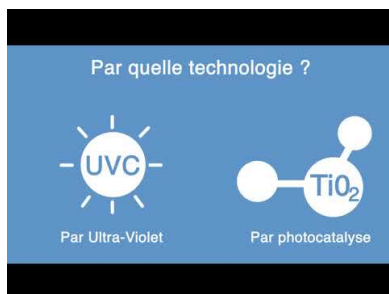 Par quelle technologie ?
UVC
TiO₂
Par Ultra-Violet
Par photocatalyse